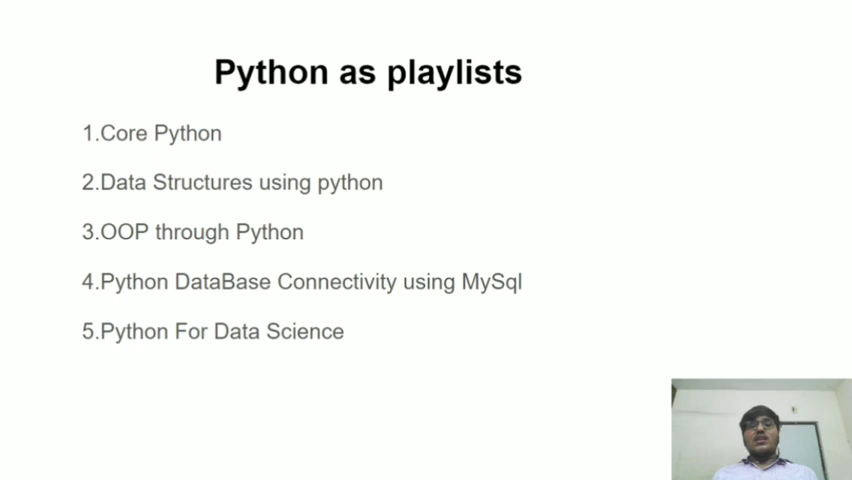 Python as playlists
1.Core Python
2.Data Structures using python
3.OOP through Python
4.Python DataBase Connectivity using MySql
5.Python For Data Science